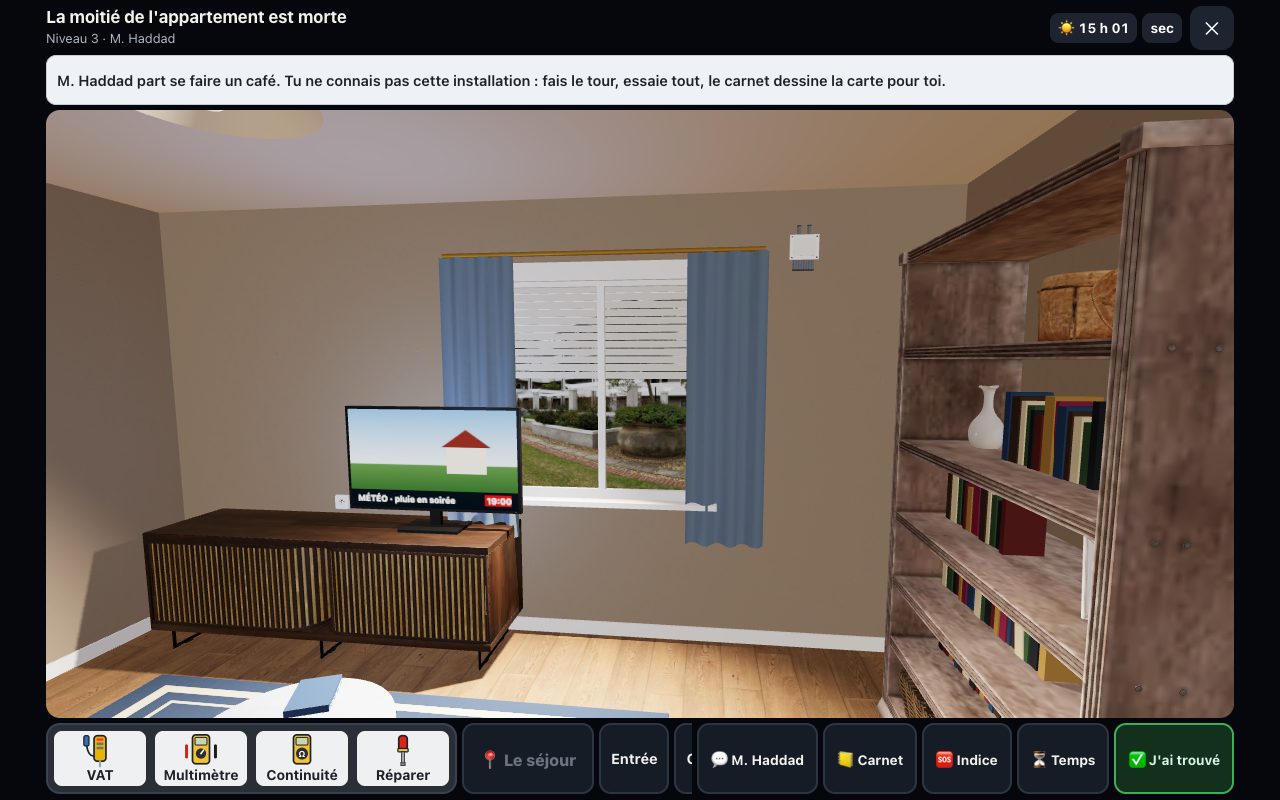 La moitié de l'appartement est morte
Niveau 3 · M. Haddad
15 h 01
sec
M. Haddad part se faire un café. Tu ne connais pas cette installation : fais le tour, essaie tout, le carnet dessine la carte pour toi.
MÉTÉO - pluie en soirée
19:00
VAT
Multimètre
Continuité
Réparer
Le séjour
Entrée
M. Haddad
Carnet
SOS
Indice
Temps
J'ai trouvé